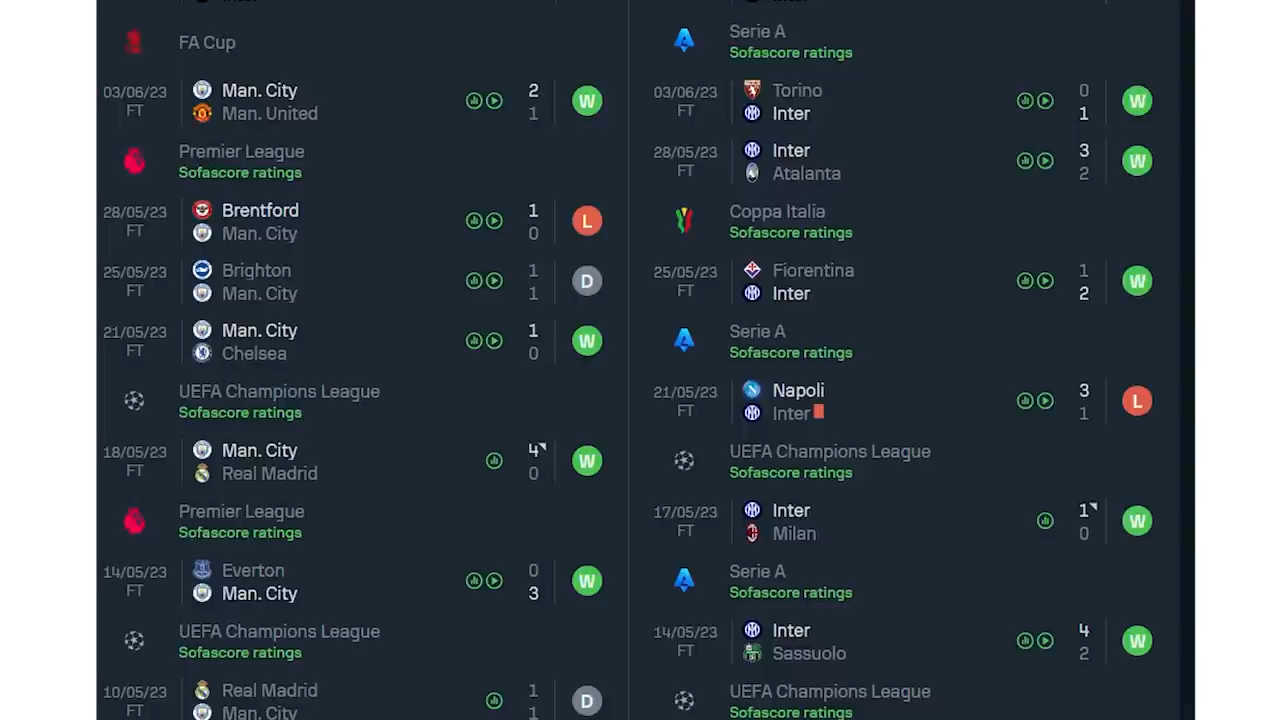 FA Cup
03/06/23
FT
Man. City
Man. United
2
1
W
Premier League
Sofascore ratings
28/05/23
FT
Brentford
Man. City
1
0
L
25/05/23
FT
Brighton
Man. City
1
1
D
21/05/23
FT
Man. City
Chelsea
1
0
W
UEFA Champions League
Sofascore ratings
18/05/23
FT
Man. City
Real Madrid
4
0
W
Premier League
Sofascore ratings
14/05/23
FT
Everton
Man. City
0
3
W
UEFA Champions League
Sofascore ratings
10/05/23
FT
Real Madrid
Man. City
1
1
D
Serie A
Sofascore ratings
03/06/23
FT
Torino
Inter
0
1
W
28/05/23
FT
Inter
Atalanta
3
2
W
Coppa Italia
Sofascore ratings
25/05/23
FT
Fiorentina
Inter
1
2
W
Serie A
Sofascore ratings
21/05/23
FT
Napoli
Inter
3
1
L
UEFA Champions League
Sofascore ratings
17/05/23
FT
Inter
Milan
1
0
W
Serie A
Sofascore ratings
14/05/23
FT
Inter
Sassuolo
4
2
W
UEFA Champions League
Sofascore ratings